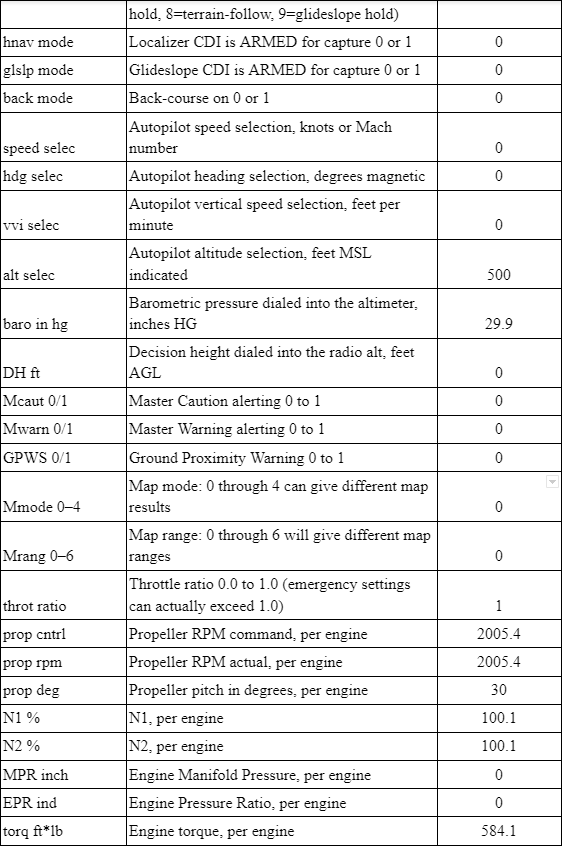 hold, 8=terrain-follow, 9=glideslope hold)
hnav mode Localizer CDI is ARMED for capture 0 or 1 0
glslp mode Glideslope CDI is ARMED for capture 0 or 1 0
back mode Back-course on 0 or 1 0
Autopilot speed selection, knots or Mach
speed selec number 0
hdg selec Autopilot heading selection, degrees magnetic 0
Autopilot vertical speed selection, feet per
vvi selec minute 0
Autopilot altitude selection, feet MSL
alt selec indicated 500
Barometric pressure dialed into the altimeter,
baro in hg inches HG 29.9
Decision height dialed into the radio alt, feet
DH ft AGL 0
Mcaut 0/1 Master Caution alerting 0 to 1 0
Mwarn 0/1 Master Warning alerting 0 to 1 0
GPWS 0/1 Ground Proximity Warning 0 to 1 0
Map mode: 0 through 4 can give different map
Mmode 0–4 results 0
Map range: 0 through 6 will give different map
Mrang 0–6 ranges 0
Throttle ratio 0.0 to 1.0 (emergency settings
throt ratio can actually exceed 1.0) 1
prop cntrl Propeller RPM command, per engine 2005.4
prop rpm Propeller RPM actual, per engine 2005.4
prop deg Propeller pitch in degrees, per engine 30
N1 % N1, per engine 100.1
N2 % N2, per engine 100.1
MPR inch Engine Manifold Pressure, per engine 0
EPR ind Engine Pressure Ratio, per engine 0
torq ft*lb Engine torque, per engine 584.1